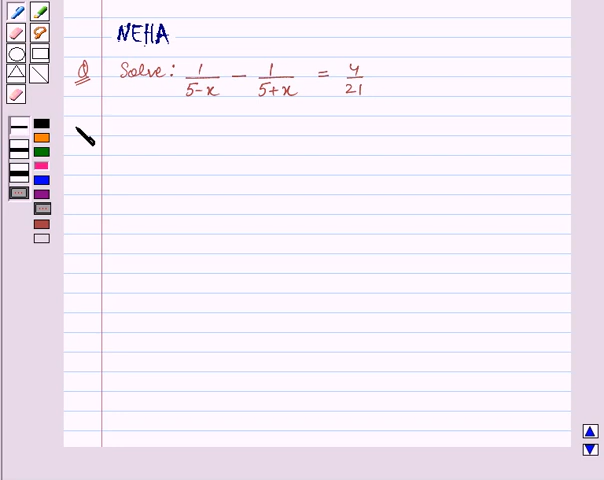 NEHA
Q Solve: 1/(5-x) - 1/(5+x) = 4/21